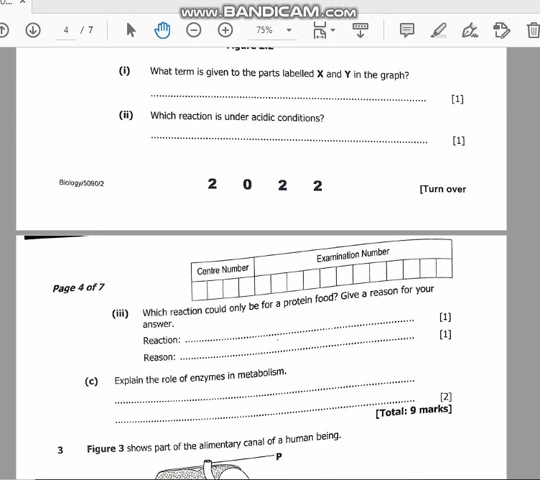 www.BANDICAM.com
4 / 7
75%
(i) What term is given to the parts labelled X and Y in the graph?
[1]
(ii) Which reaction is under acidic conditions?
[1]
Biology/5090/2
2 0 2 2
[Turn over
Centre Number
Examination Number
Page 4 of 7
(iii) Which reaction could only be for a protein food? Give a reason for your
answer.
[1]
Reaction:
[1]
Reason:
(c) Explain the role of enzymes in metabolism.
[2]
[Total: 9 marks]
3 Figure 3 shows part of the alimentary canal of a human being.
P